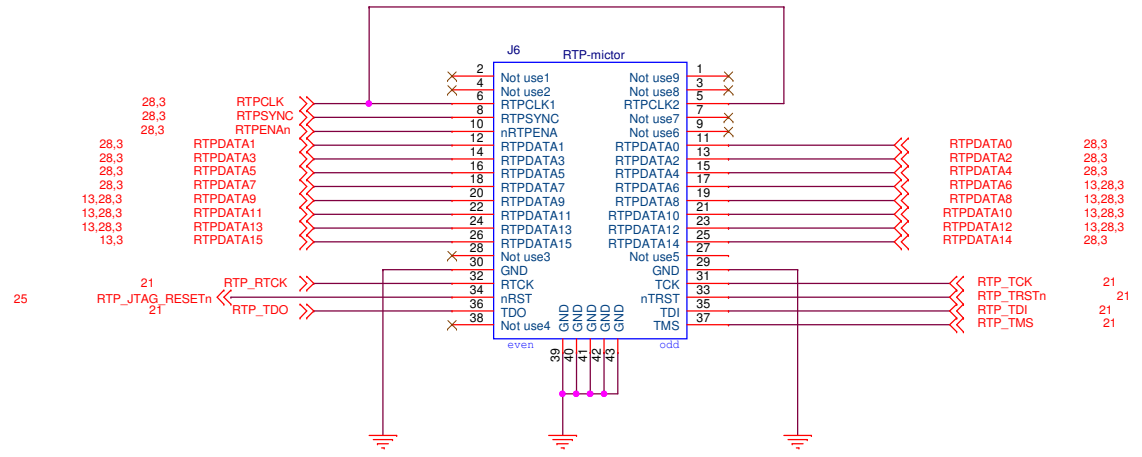 J6 RTP-mictor
2 Not use1 Not use9 1
4 Not use2 Not use8 3
28,3 RTPCLK 6 RTPCLK1 RTPCLK2 5
28,3 RTPSYNC 8 RTPSYNC Not use7 7
28,3 RTPENAn 10 nRTPENA Not use6 9
28,3 RTPDATA1 12 RTPDATA1 RTPDATA0 11 RTPDATA0 28,3
28,3 RTPDATA3 14 RTPDATA3 RTPDATA2 13 RTPDATA2 28,3
28,3 RTPDATA5 16 RTPDATA5 RTPDATA4 15 RTPDATA4 28,3
28,3 RTPDATA7 18 RTPDATA7 RTPDATA6 17 RTPDATA6 13,28,3
13,28,3 RTPDATA9 20 RTPDATA9 RTPDATA8 19 RTPDATA8 13,28,3
13,28,3 RTPDATA11 22 RTPDATA11 RTPDATA10 21 RTPDATA10 13,28,3
13,28,3 RTPDATA13 24 RTPDATA13 RTPDATA12 23 RTPDATA12 13,28,3
13,3 RTPDATA15 26 RTPDATA15 RTPDATA14 25 RTPDATA14 28,3
28 Not use3 Not use5 27
30 GND GND 29
21 RTP_RTCK 32 RTCK TCK 31 RTP_TCK 21
25 RTP_JTAG_RESETn 34 nRST nTRST 33 RTP_TRSTn 21
21 RTP_TDO 36 TDO TDI 35 RTP_TDI 21
38 Not use4 TMS 37 RTP_TMS 21
GND GND GND GND GND
even odd
39 40 41 42 43